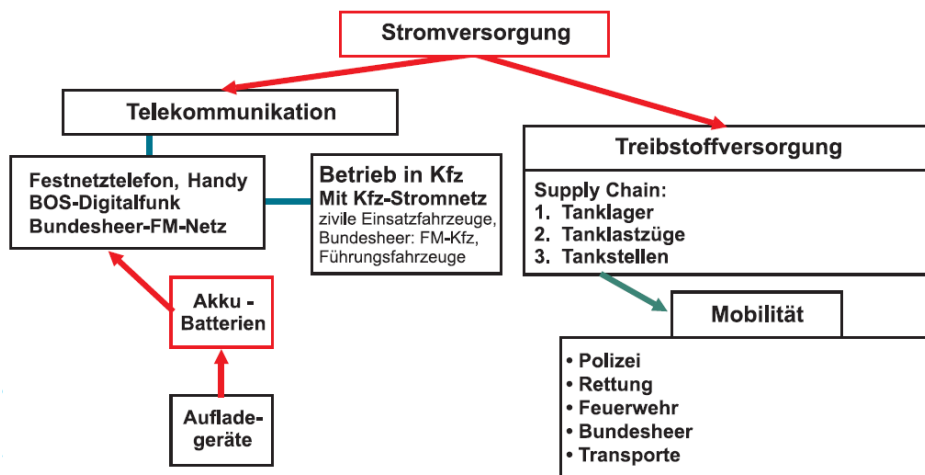 Stromversorgung
Telekommunikation
Festnetztelefon, Handy
BOS-Digitalfunk
Bundesheer-FM-Netz
Betrieb in Kfz
Mit Kfz-Stromnetz
zivile Einsatzfahrzeuge,
Bundesheer: FM-Kfz,
Führungsfahrzeuge
Akku -
Batterien
Auflade-
geräte
Treibstoffversorgung
Supply Chain:
1. Tanklager
2. Tanklastzüge
3. Tankstellen
Mobilität
• Polizei
• Rettung
• Feuerwehr
• Bundesheer
• Transporte